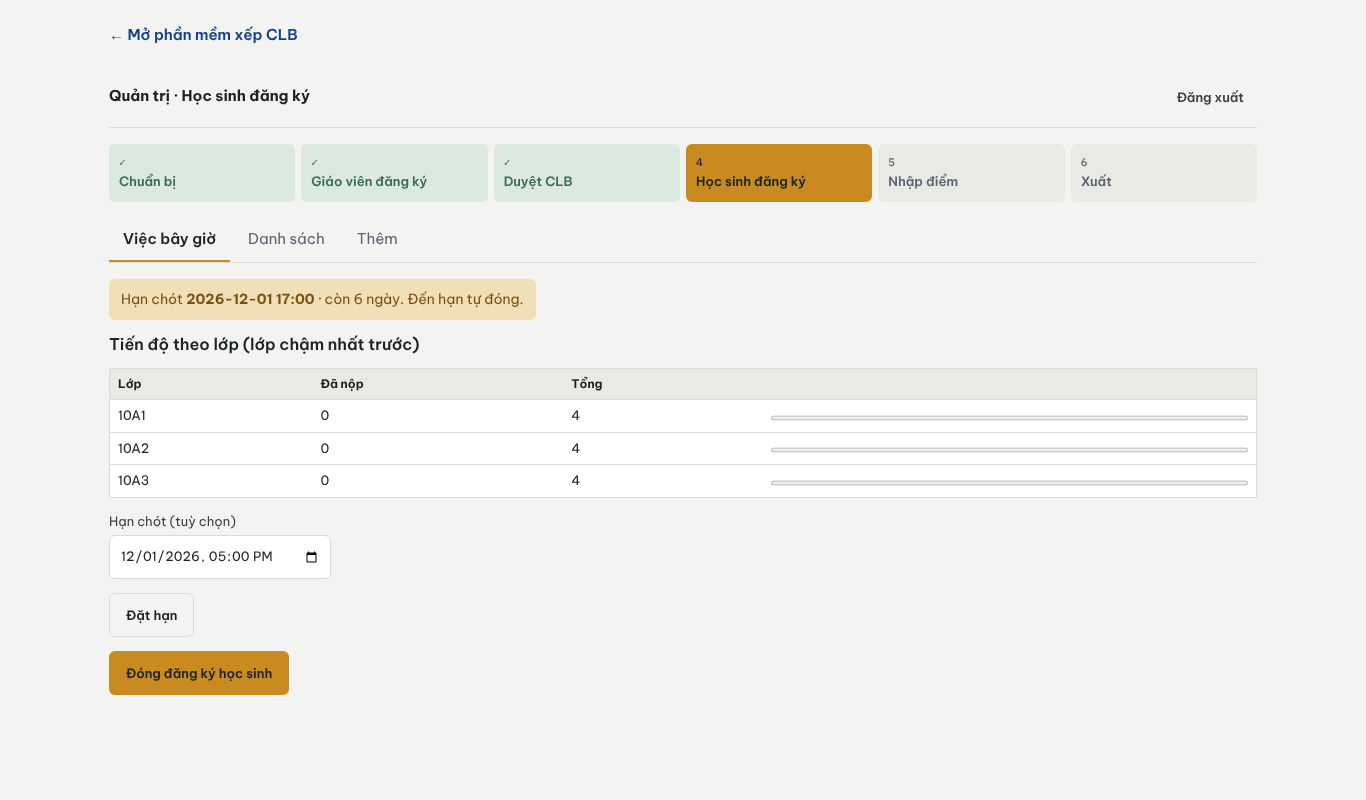 ← Mở phần mềm xếp CLB
Quản trị · Học sinh đăng ký
Đăng xuất
✓
Chuẩn bị
✓
Giáo viên đăng ký
✓
Duyệt CLB
4
Học sinh đăng ký
5
Nhập điểm
6
Xuất
Việc bây giờ
Danh sách
Thêm
Hạn chót 2026-12-01 17:00 · còn 6 ngày. Đến hạn tự đóng.
Tiến độ theo lớp (lớp chậm nhất trước)
Lớp Đã nộp Tổng
10A1 0 4
10A2 0 4
10A3 0 4
Hạn chót (tuỳ chọn)
12/01/2026, 05:00 PM
Đặt hạn
Đóng đăng ký học sinh